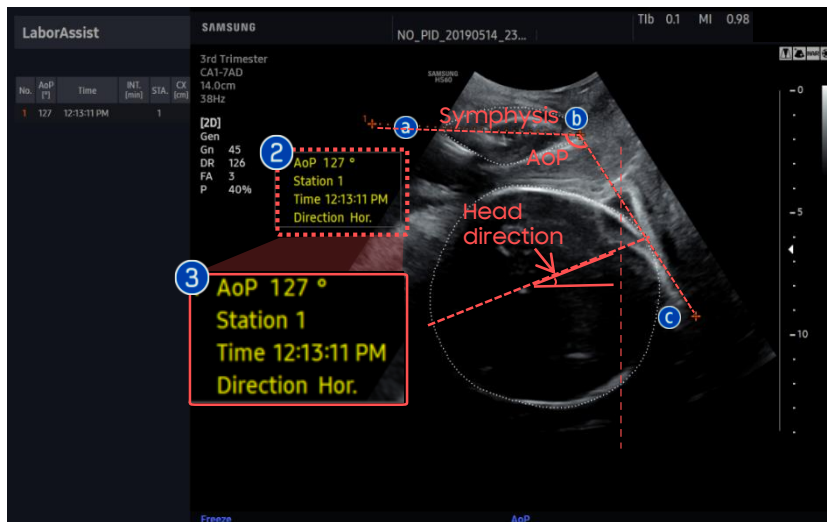 LaborAssist
SAMSUNG
NO_PID_20190514_23...
TIb 0.1 MI 0.98
No. AoP [°] Time INT. [min] STA. CX [cm]
1 127 12:13:11 PM 1
3rd Trimester
CA1-7AD
14.0cm
38Hz
[2D]
Gen
Gn 45
DR 126
FA 3
P 40%
SAMSUNG
HS60
2
AoP 127 °
Station 1
Time 12:13:11 PM
Direction Hor.
3
AoP 127 °
Station 1
Time 12:13:11 PM
Direction Hor.
1
a
Symphysis
b
AoP
Head
direction
c
0
-5
-10
Freeze
AoP